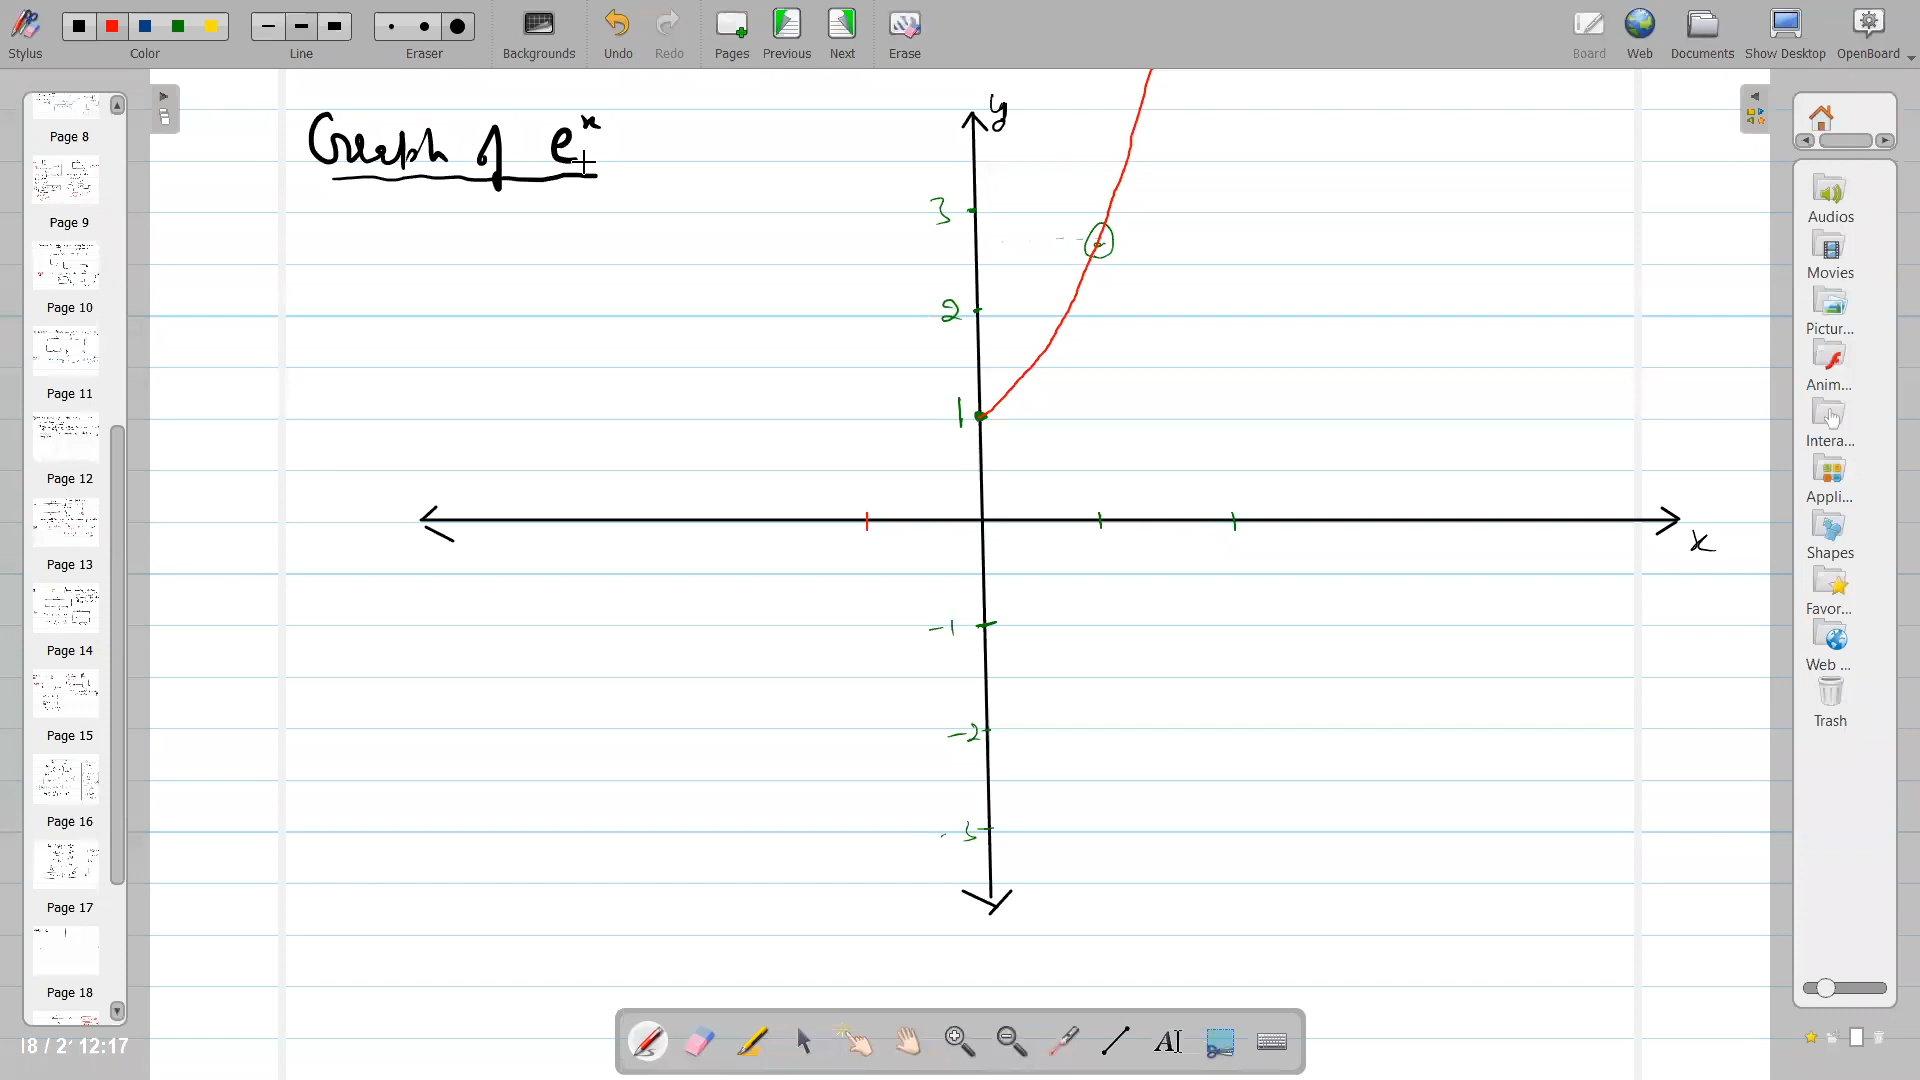 Stylus
Color
Line
Eraser
Backgrounds
Undo
Redo
Pages
Previous
Next
Erase
Board
Web
Documents
Show Desktop
OpenBoard
Page 8
Page 9
Page 10
Page 11
Page 12
Page 13
Page 14
Page 15
Page 16
Page 17
Page 18
12:17
Graph of e^x
y
3
2
1
x
-1
-2
3
Audios
Movies
Pictur...
Anim...
Intera...
Appli...
Shapes
Favor...
Web ...
Trash
AI